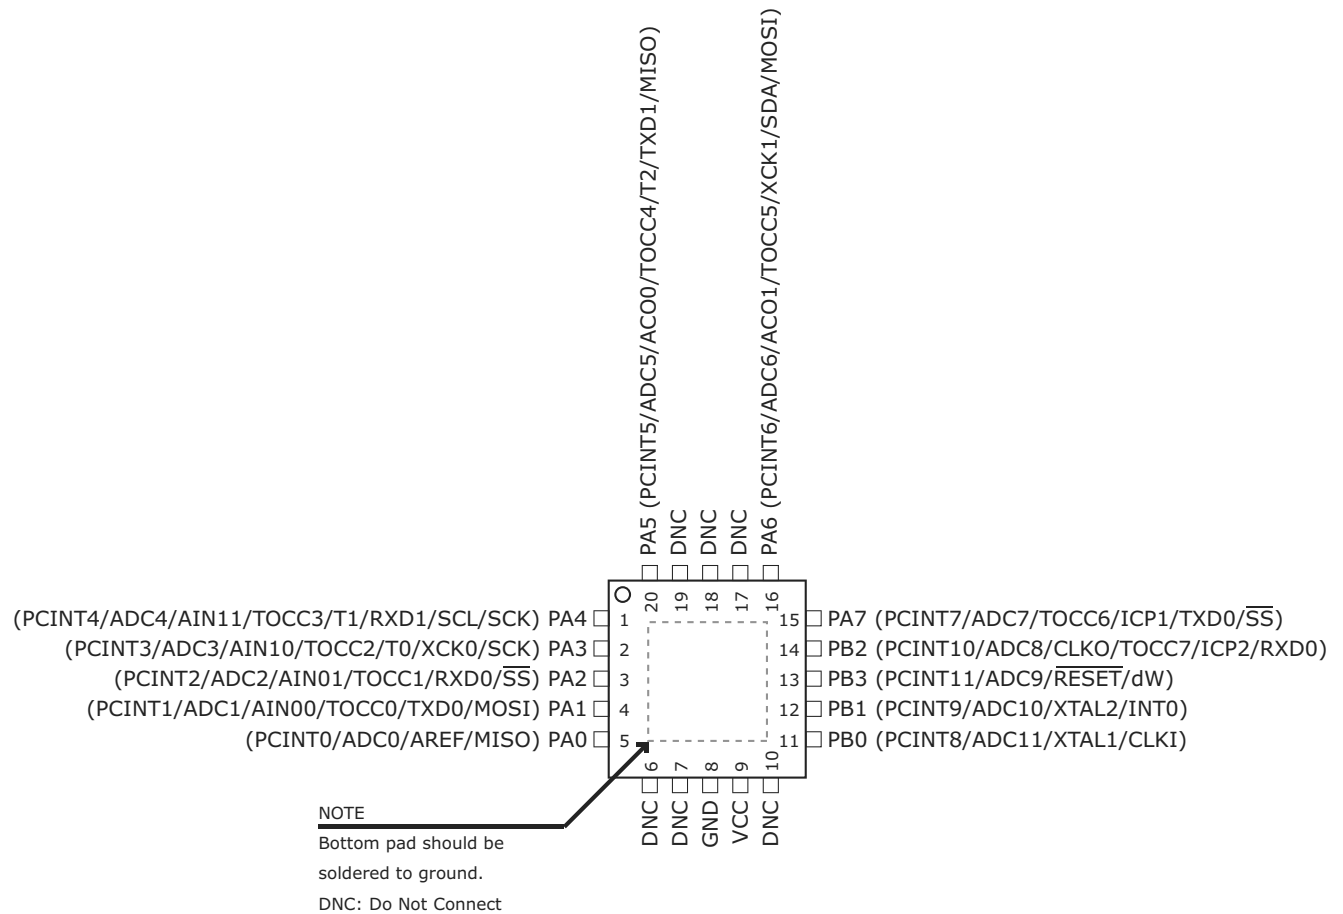 PA5 (PCINT5/ADC5/ACO0/TOCC4/T2/TXD1/MISO)
DNC
DNC
DNC
PA6 (PCINT6/ADC6/ACO1/TOCC5/XCK1/SDA/MOSI)
20
19
18
17
16
(PCINT4/ADC4/AIN11/TOCC3/T1/RXD1/SCL/SCK) PA4 1
(PCINT3/ADC3/AIN10/TOCC2/T0/XCK0/SCK) PA3 2
(PCINT2/ADC2/AIN01/TOCC1/RXD0/S̅S̅) PA2 3
(PCINT1/ADC1/AIN00/TOCC0/TXD0/MOSI) PA1 4
(PCINT0/ADC0/AREF/MISO) PA0 5
15 PA7 (PCINT7/ADC7/TOCC6/ICP1/TXD0/S̅S̅)
14 PB2 (PCINT10/ADC8/CLKO/TOCC7/ICP2/RXD0)
13 PB3 (PCINT11/ADC9/R̅E̅S̅E̅T̅/dW)
12 PB1 (PCINT9/ADC10/XTAL2/INT0)
11 PB0 (PCINT8/ADC11/XTAL1/CLKI)
6
7
8
9
10
DNC
DNC
GND
VCC
DNC
NOTE
Bottom pad should be
soldered to ground.
DNC: Do Not Connect